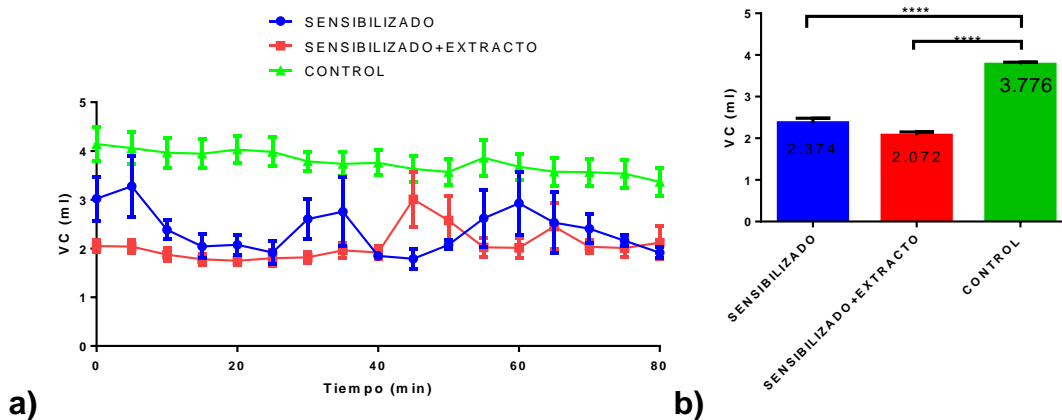 SENSIBILIZADO
SENSIBILIZADO+EXTRACTO
CONTROL
5
4
3
2
1
0
VC (ml)
0
20
40
60
80
Tiempo (min)
a)
****
****
5
4
3
2
1
0
VC (ml)
2.374
2.072
3.776
SENSIBILIZADO
SENSIBILIZADO+EXTRACTO
CONTROL
b)